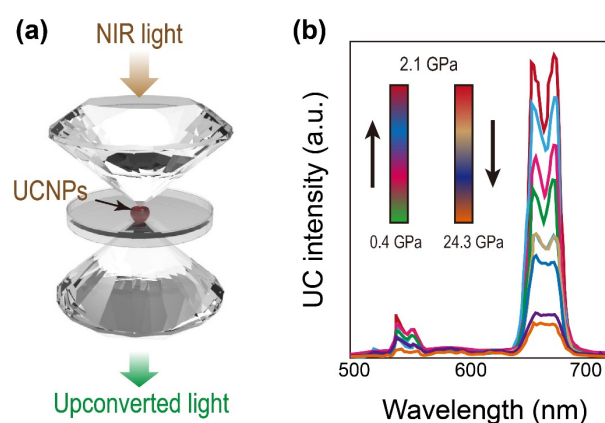 (a)
NIR light
UCNPs
Upconverted light
(b)
UC intensity (a.u.)
2.1 GPa
0.4 GPa
24.3 GPa
500
600
700
Wavelength (nm)